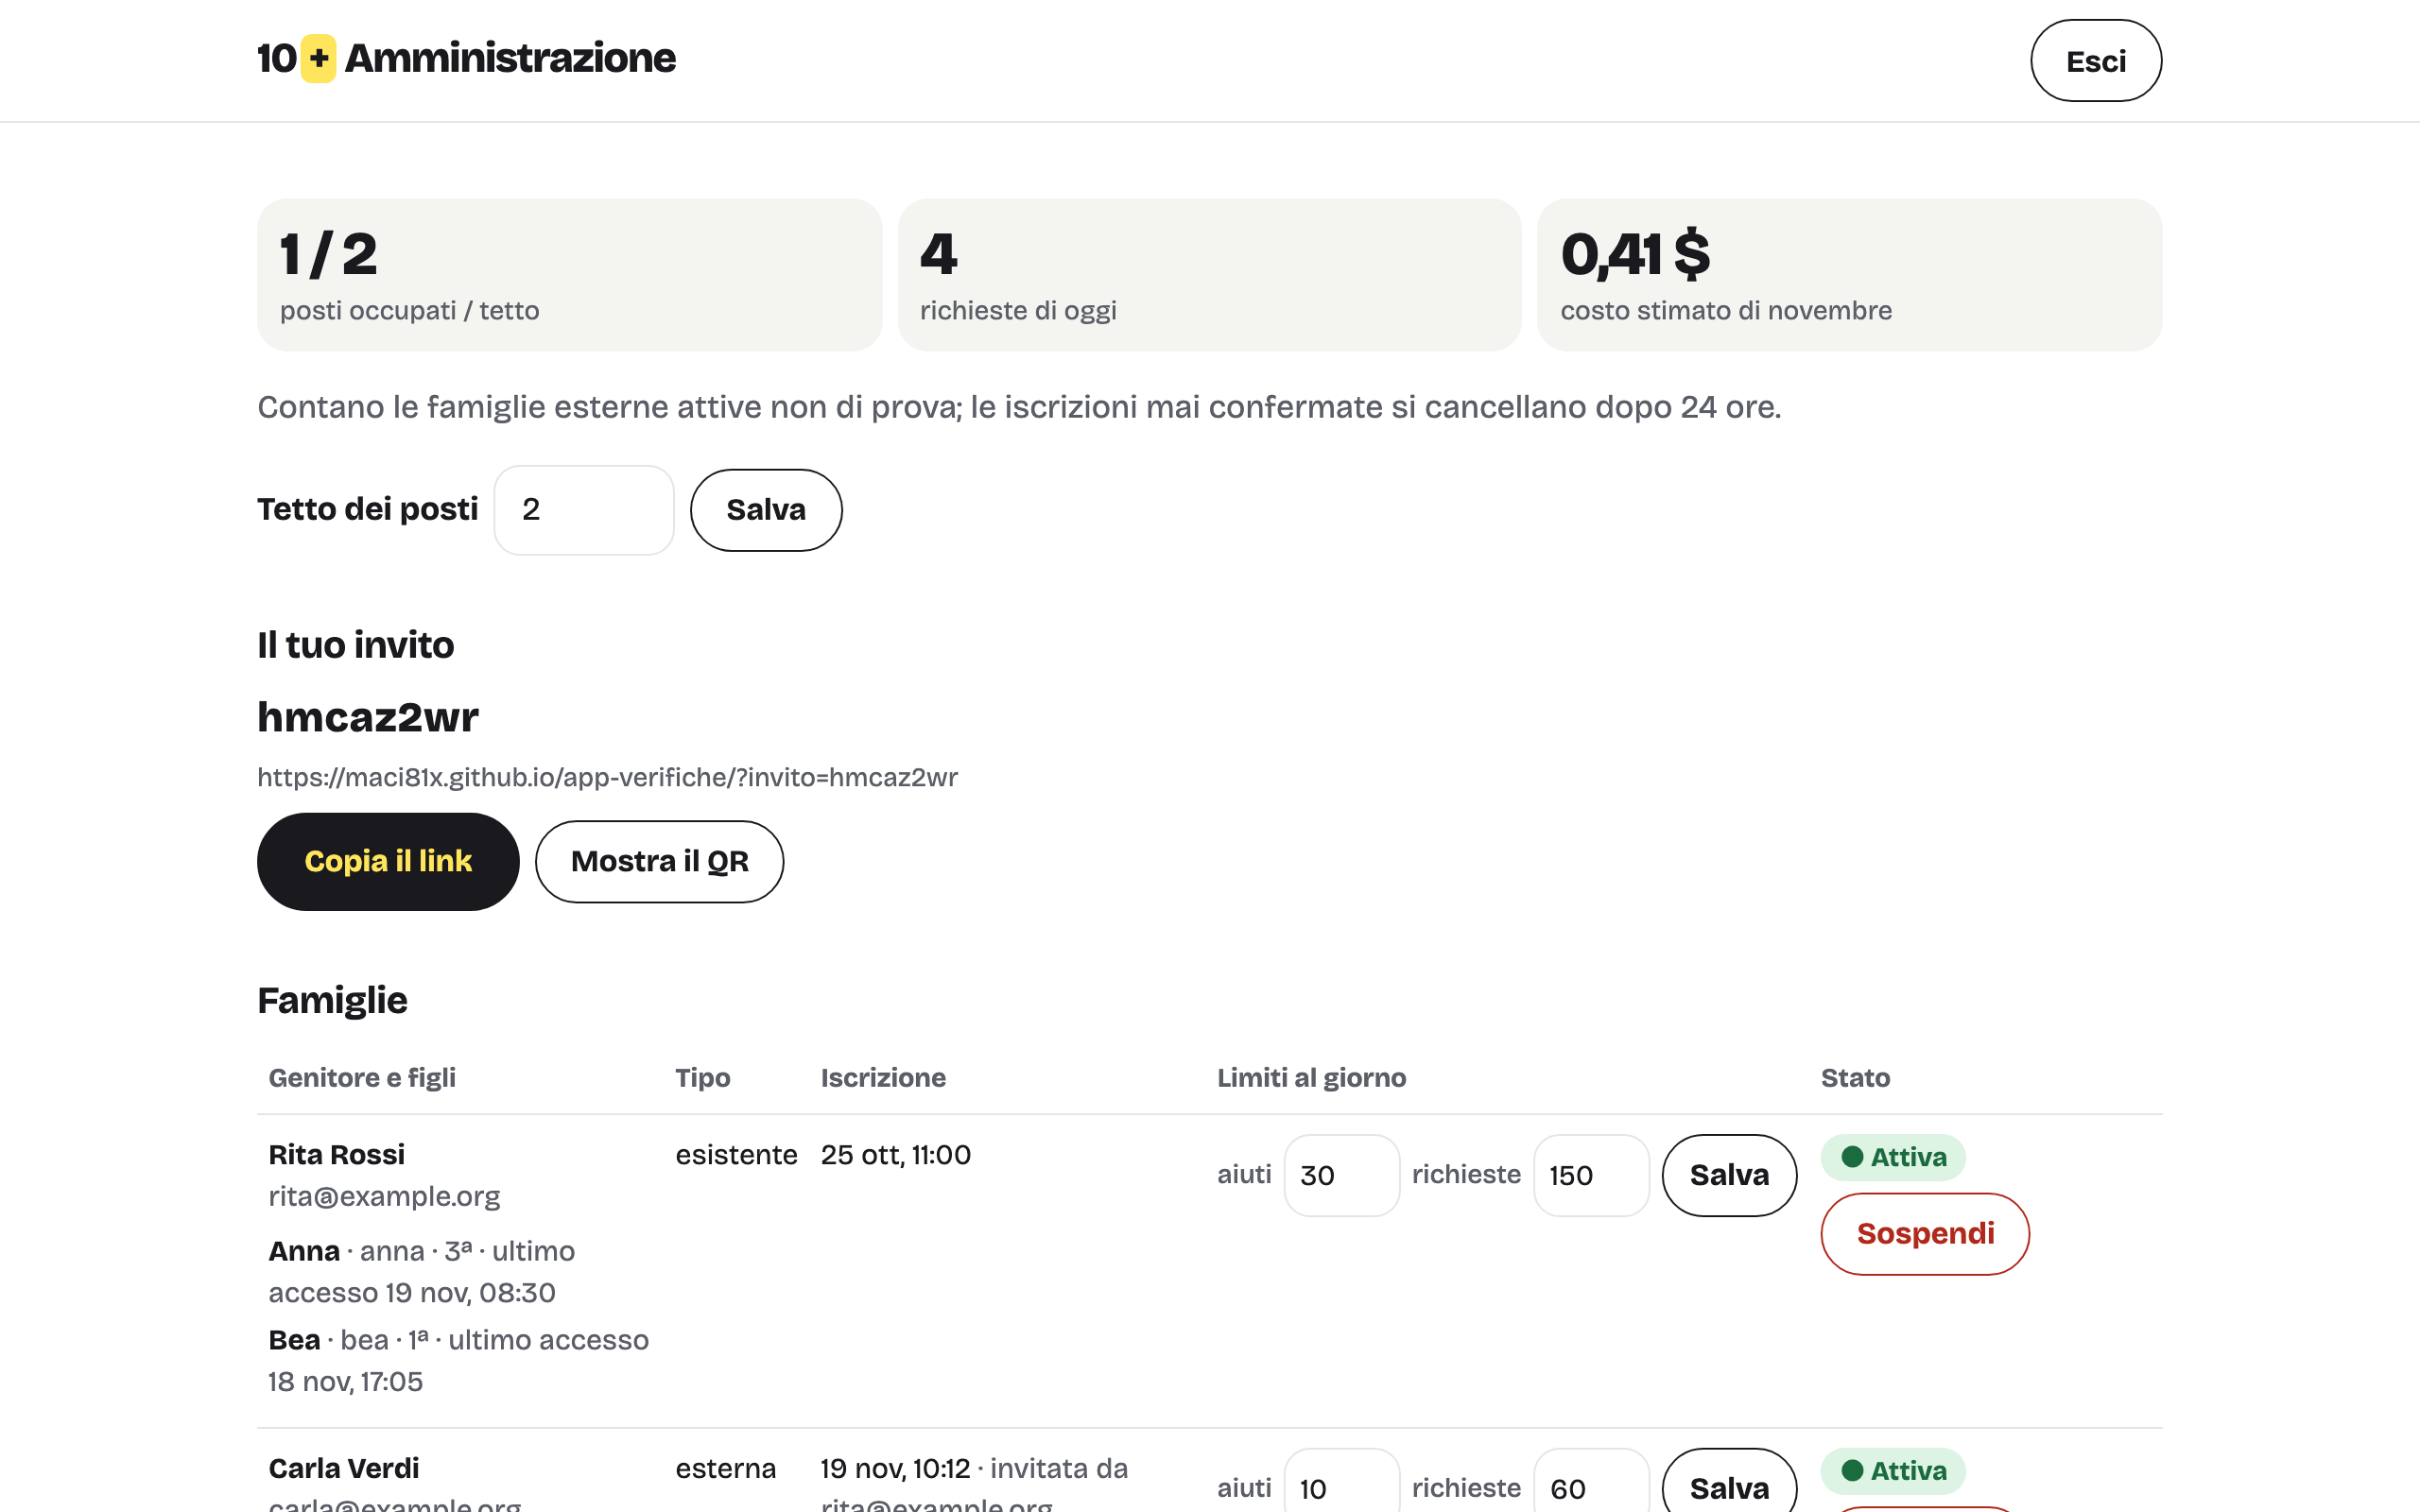 10 + Amministrazione
Esci
1 / 2
posti occupati / tetto
4
richieste di oggi
0,41 $
costo stimato di novembre
Contano le famiglie esterne attive non di prova; le iscrizioni mai confermate si cancellano dopo 24 ore.
Tetto dei posti 2 Salva
Il tuo invito
hmcaz2wr
https://maci81x.github.io/app-verifiche/?invito=hmcaz2wr
Copia il link Mostra il QR
Famiglie
Genitore e figli Tipo Iscrizione Limiti al giorno Stato
Rita Rossi esistente 25 ott, 11:00 aiuti 30 richieste 150 Salva Attiva
rita@example.org
Sospendi
Anna · anna · 3ª · ultimo
accesso 19 nov, 08:30
Bea · bea · 1ª · ultimo accesso
18 nov, 17:05
Carla Verdi esterna 19 nov, 10:12 · invitata da aiuti 10 richieste 60 Salva Attiva
carla@example.org rita@example.org